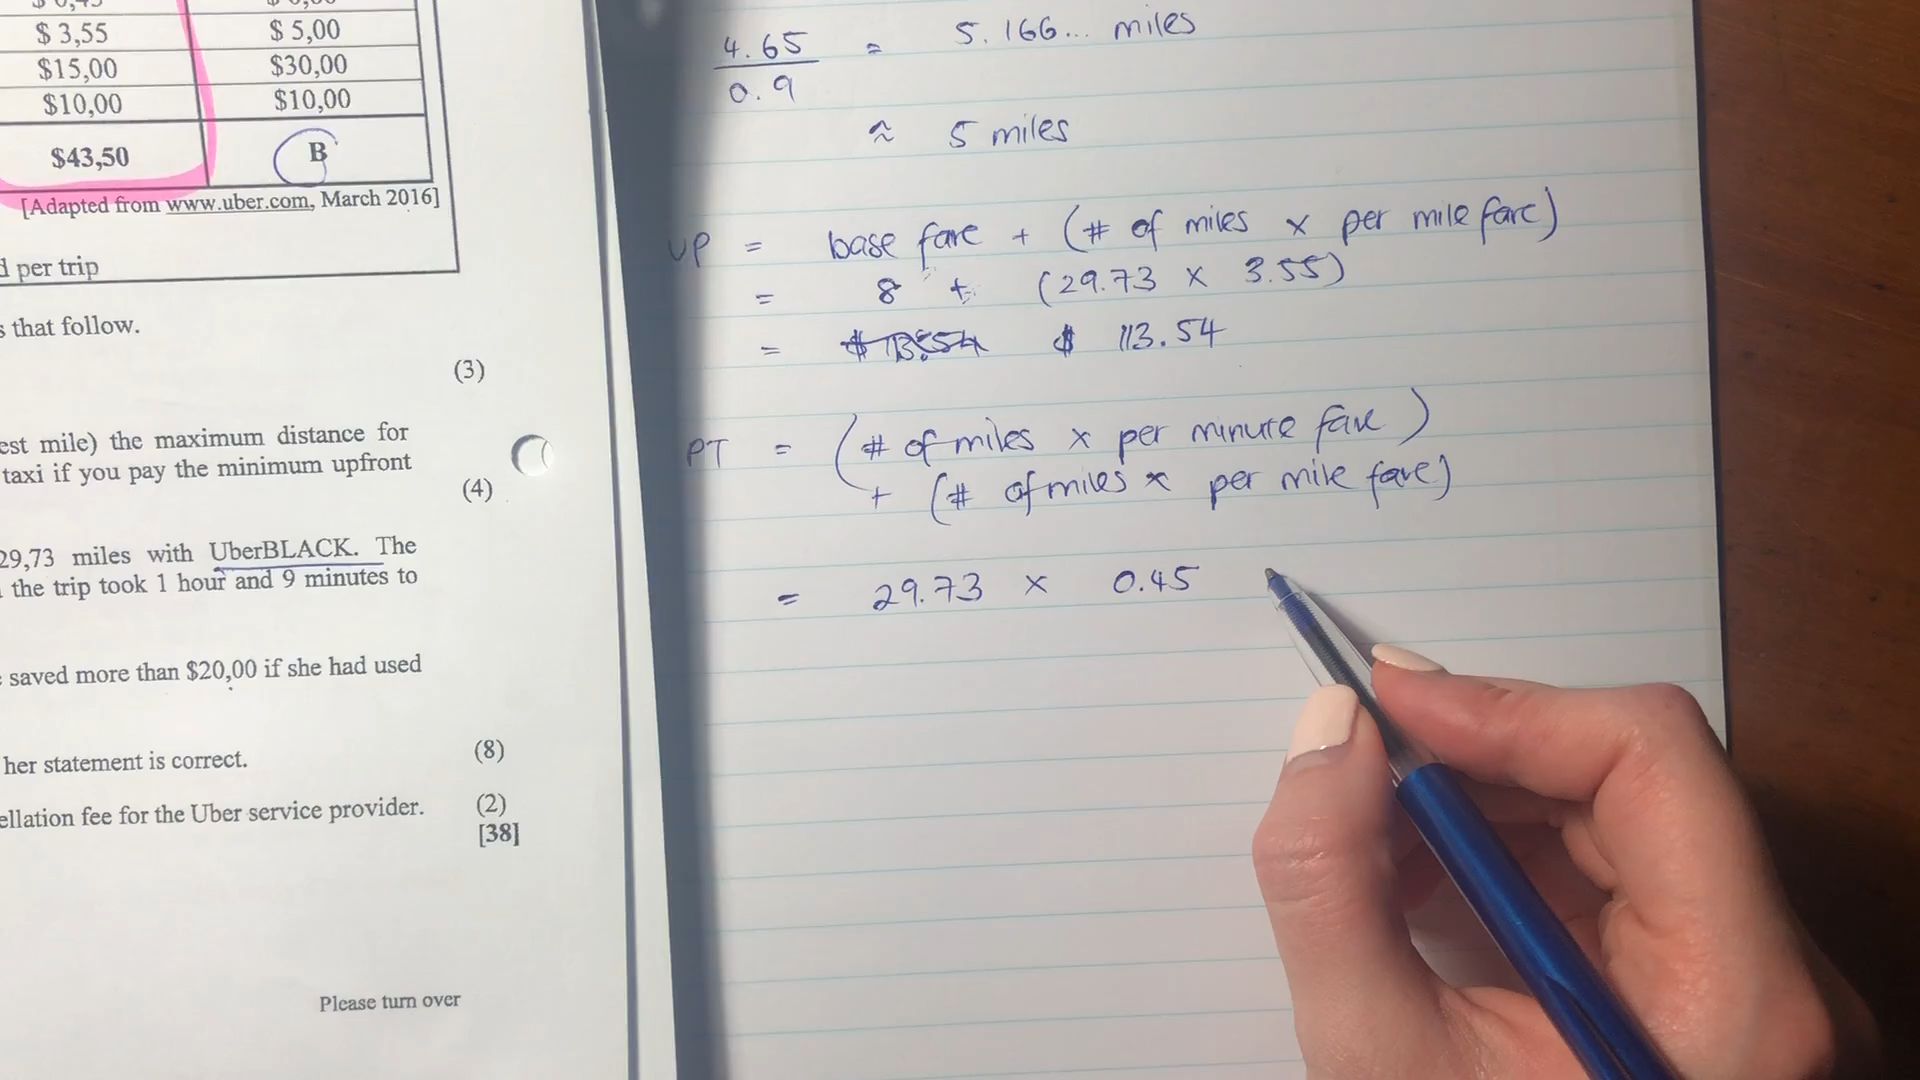 $ 3,55 $ 5,00
$15,00 $30,00
$10,00 $10,00
$43,50 B
[Adapted from www.uber.com, March 2016]
d per trip
s that follow.
(3)
est mile) the maximum distance for
taxi if you pay the minimum upfront
(4)
29,73 miles with UberBLACK. The
the trip took 1 hour and 9 minutes to
saved more than $20,00 if she had used
her statement is correct. (8)
ellation fee for the Uber service provider. (2)
[38]
Please turn over
4.65 / 0.9 = 5.166... miles
≈ 5 miles
UP = base fare + (# of miles x per mile fare)
= 8 + (29.73 x 3.55)
= $ 113.54
PT = (# of miles x per minute fare)
+ (# of miles x per mile fare)
= 29.73 x 0.45